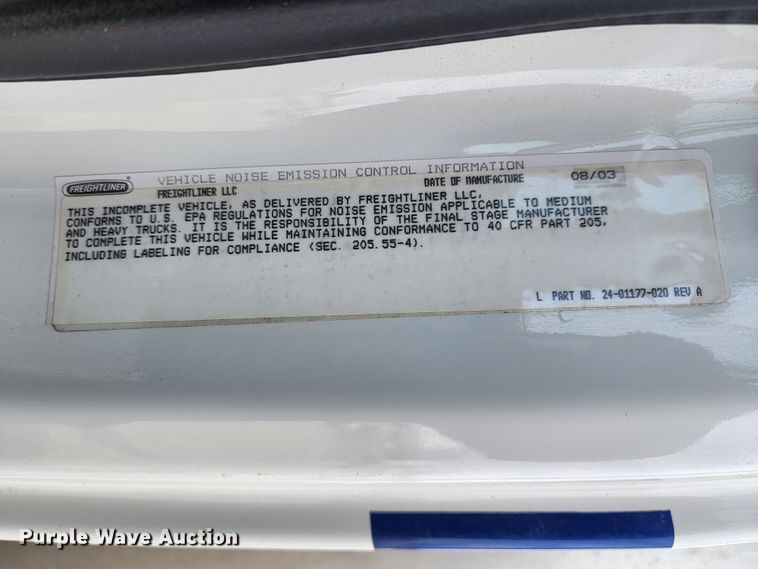 FREIGHTLINER
VEHICLE NOISE EMISSION CONTROL INFORMATION
FREIGHTLINER LLC DATE OF MANUFACTURE 08/03
THIS INCOMPLETE VEHICLE, AS DELIVERED BY FREIGHTLINER LLC,
CONFORMS TO U.S. EPA REGULATIONS FOR NOISE EMISSION APPLICABLE TO MEDIUM
AND HEAVY TRUCKS. IT IS THE RESPONSIBILITY OF THE FINAL STAGE MANUFACTURER
TO COMPLETE THIS VEHICLE WHILE MAINTAINING CONFORMANCE TO 40 CFR PART 205,
INCLUDING LABELING FOR COMPLIANCE (SEC. 205.55-4).
L PART NO. 24-01177-020 REV A
Purple Wave Auction